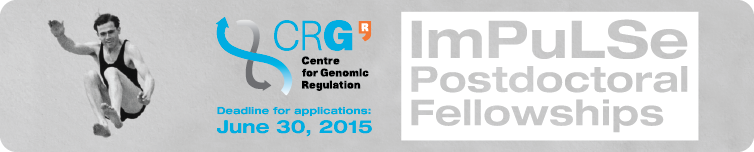 CRG R
Centre
for Genomic
Regulation
Deadline for applications:
June 30, 2015
ImPuLSe
Postdoctoral
Fellowships